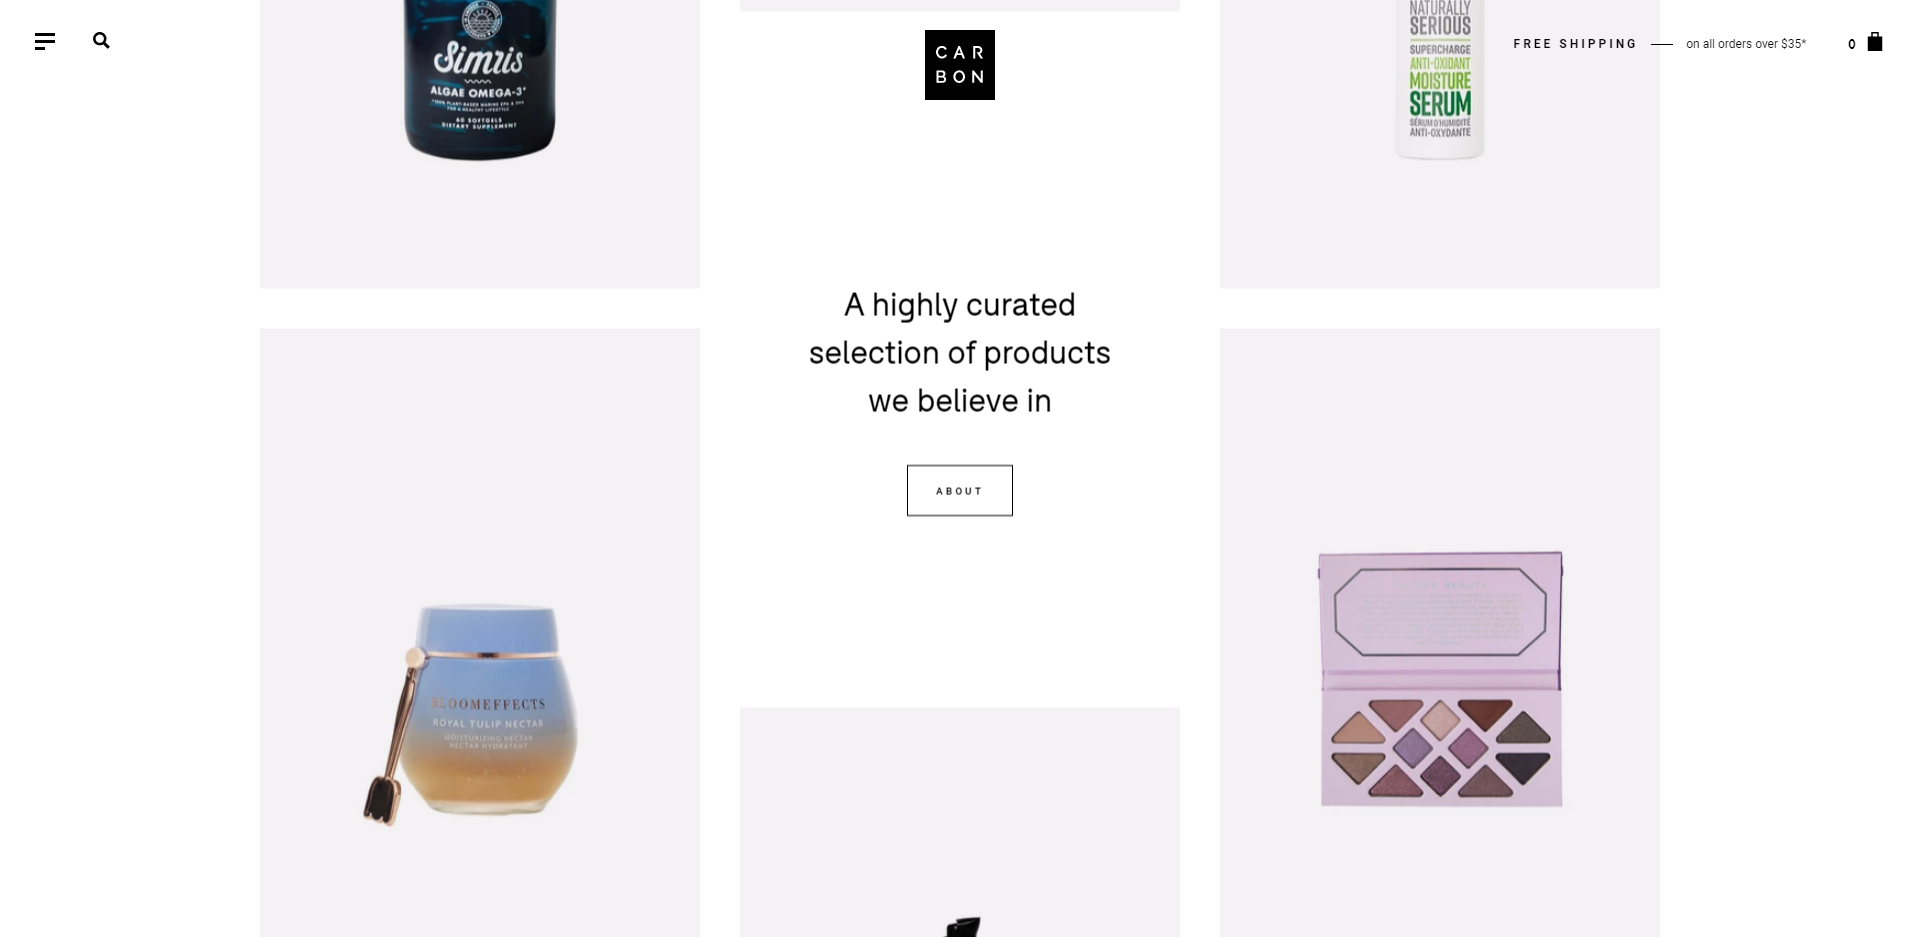 Simris
ALGAE OMEGA-3*
*100% PLANT-BASED MARINE EPA & DHA
FOR A HEALTHY LIFESTYLE
60 SOFTGELS
DIETARY SUPPLEMENT
CAR
BON
NATURALLY
SERIOUS
SUPERCHARGE
ANTI-OXIDANT
MOISTURE
SERUM
SÉRUM D'HUMIDITÉ
ANTI-OXYDANTE
FREE SHIPPING
on all orders over $35*
0
A highly curated
selection of products
we believe in
ABOUT
BLOOMEFFECTS
ROYAL TULIP NECTAR
MOISTURIZING NECTAR
NECTAR HYDRATANT
BEAUTY